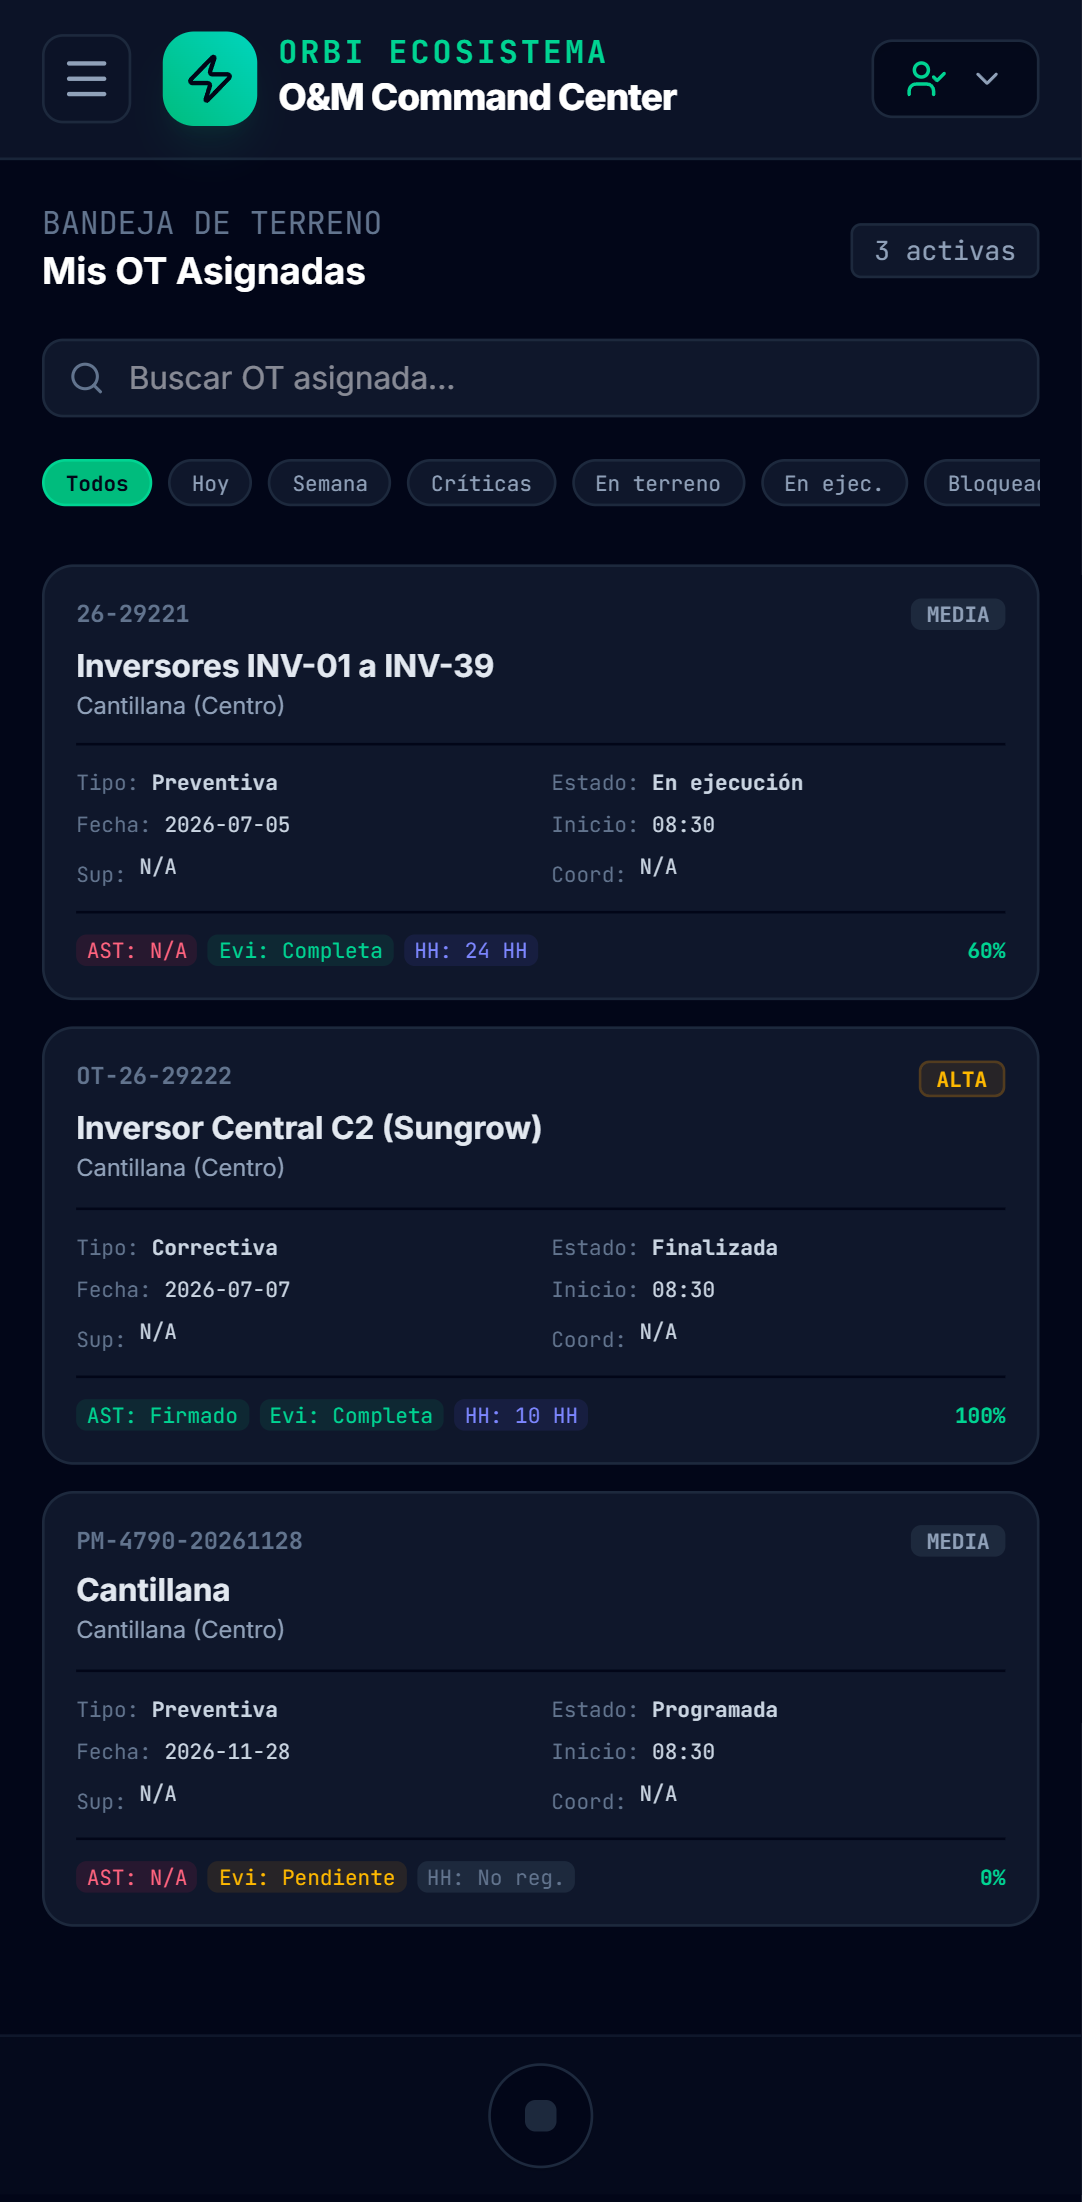 ORBI ECOSISTEMA
O&M Command Center
BANDEJA DE TERRENO
Mis OT Asignadas
3 activas
Buscar OT asignada...
Todos Hoy Semana Críticas En terreno En ejec. Bloquead
26-29221 MEDIA
Inversores INV-01 a INV-39
Cantillana (Centro)
Tipo: Preventiva Estado: En ejecución
Fecha: 2026-07-05 Inicio: 08:30
Sup: N/A Coord: N/A
AST: N/A Evi: Completa HH: 24 HH 60%
OT-26-29222 ALTA
Inversor Central C2 (Sungrow)
Cantillana (Centro)
Tipo: Correctiva Estado: Finalizada
Fecha: 2026-07-07 Inicio: 08:30
Sup: N/A Coord: N/A
AST: Firmado Evi: Completa HH: 10 HH 100%
PM-4790-20261128 MEDIA
Cantillana
Cantillana (Centro)
Tipo: Preventiva Estado: Programada
Fecha: 2026-11-28 Inicio: 08:30
Sup: N/A Coord: N/A
AST: N/A Evi: Pendiente HH: No reg. 0%